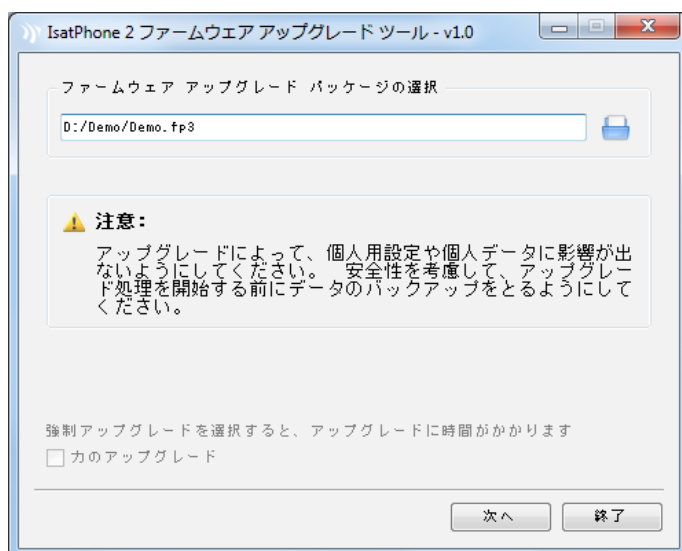 IsatPhone 2 ファームウェア アップグレード ツール - v1.0
ファームウェア アップグレード パッケージの選択
D:/Demo/Demo.fp3
注意:
アップグレードによって、個人用設定や個人データに影響が出
ないようにしてください。 安全性を考慮して、アップグレー
ド処理を開始する前にデータのバックアップをとるようにして
ください。
強制アップグレードを選択すると、アップグレードに時間がかかります
力のアップグレード
次へ
終了